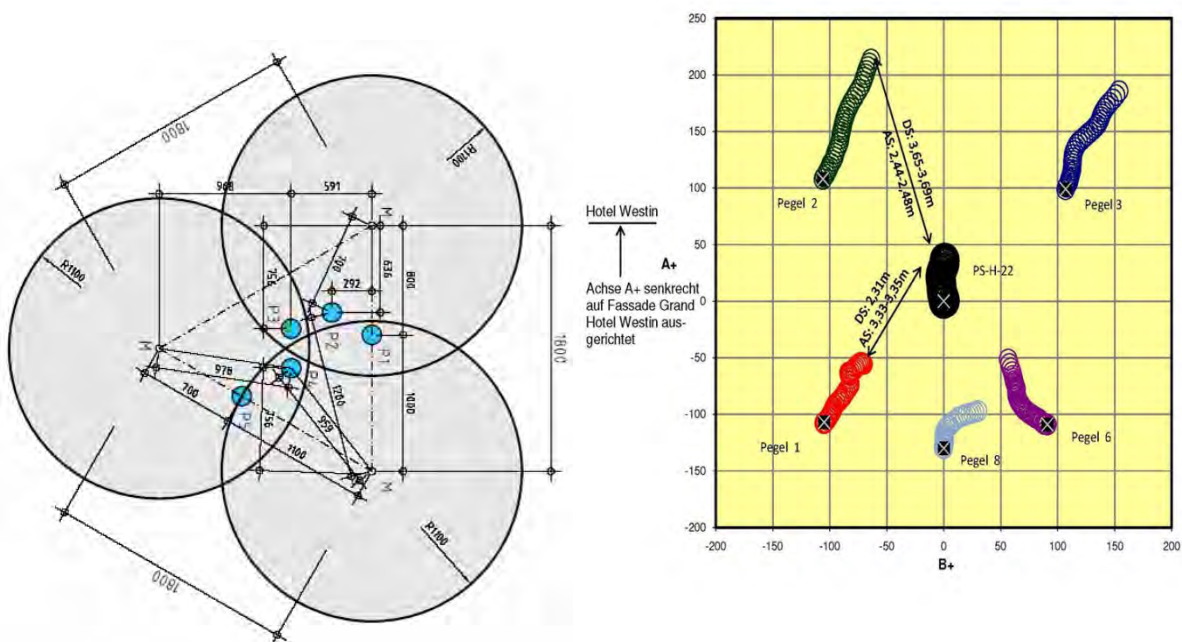 1800
968
591
R1100
M
700
636
800
756
292
1800
P3
P2
P1
R1100
M
978
P4
700
P5
756
1200
959
1000
1100
M
R1100
1800
Hotel Westin
Achse A+ senkrecht
auf Fassade Grand
Hotel Westin aus-
gerichtet
A+
250
200
150
100
50
0
-50
-100
-150
-200
DS: 3,65-3,69m
AS: 2,44-2,48m
Pegel 2
Pegel 3
PS-H-22
DS: 2,31m
AS: 3,33-3,35m
Pegel 1
Pegel 8
Pegel 6
-200
-150
-100
-50
0
50
100
150
200
B+